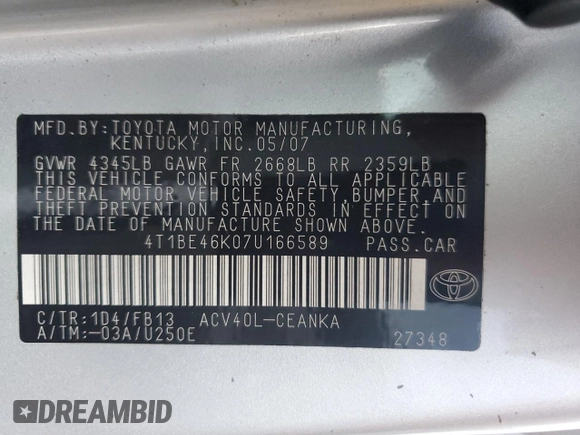 MFD.BY:TOYOTA MOTOR MANUFACTURING,
KENTUCKY,INC.05/07
GVWR 4345LB GAWR FR 2668LB RR 2359LB
THIS VEHICLE CONFORMS TO ALL APPLICABLE
FEDERAL MOTOR VEHICLE SAFETY,BUMPER,AND
THEFT PREVENTION STANDARDS IN EFFECT ON
THE DATE OF MANUFACTURE SHOWN ABOVE.
4T1BE46K07U166589 PASS.CAR
C/TR:1D4/FB13 ACV40L-CEANKA
A/TM:-03A/U250E 27348
DREAMBID